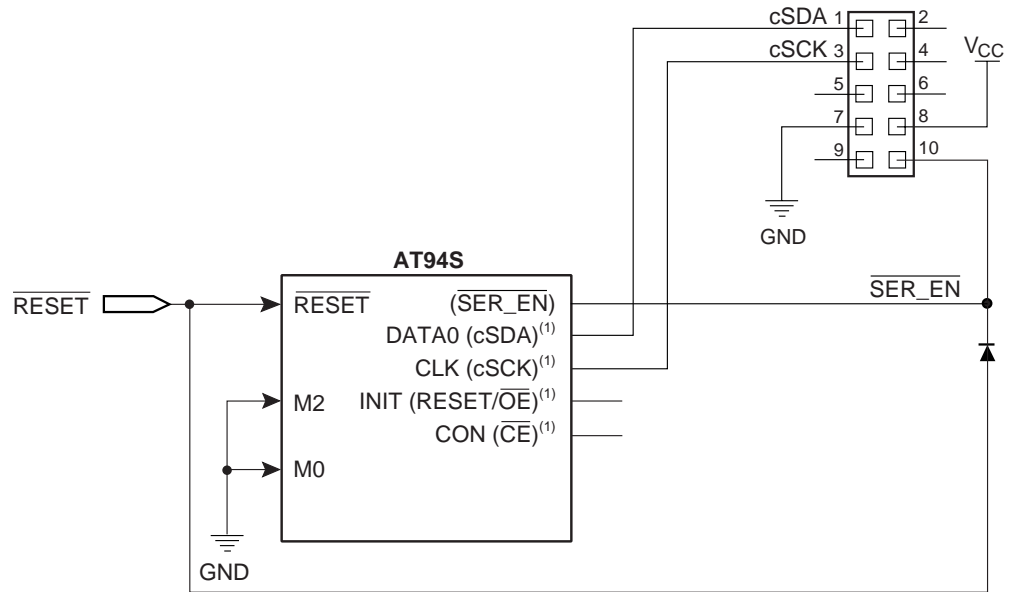 cSDA 1 2
cSCK 3 4
VCC
5 6
7 8
9 10
GND
AT94S
RESET
RESET
(SER_EN)
SER_EN
DATA0 (cSDA)(1)
CLK (cSCK)(1)
M2
INIT (RESET/OE)(1)
CON (CE)(1)
M0
GND